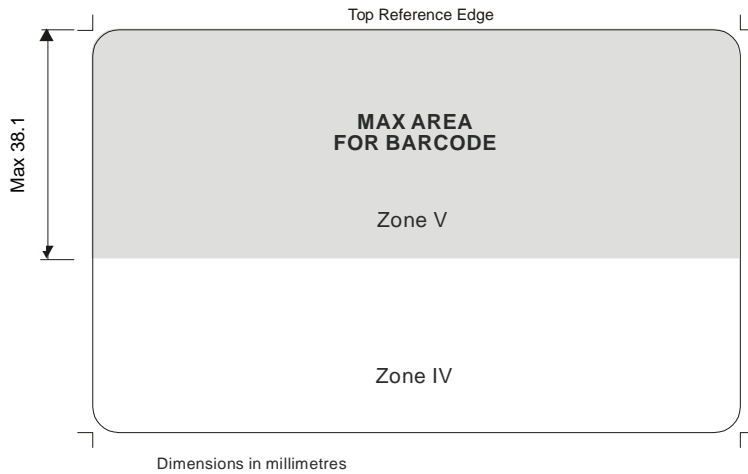 Top Reference Edge
Max 38.1
MAX AREA
FOR BARCODE
Zone V
Zone IV
Dimensions in millimetres